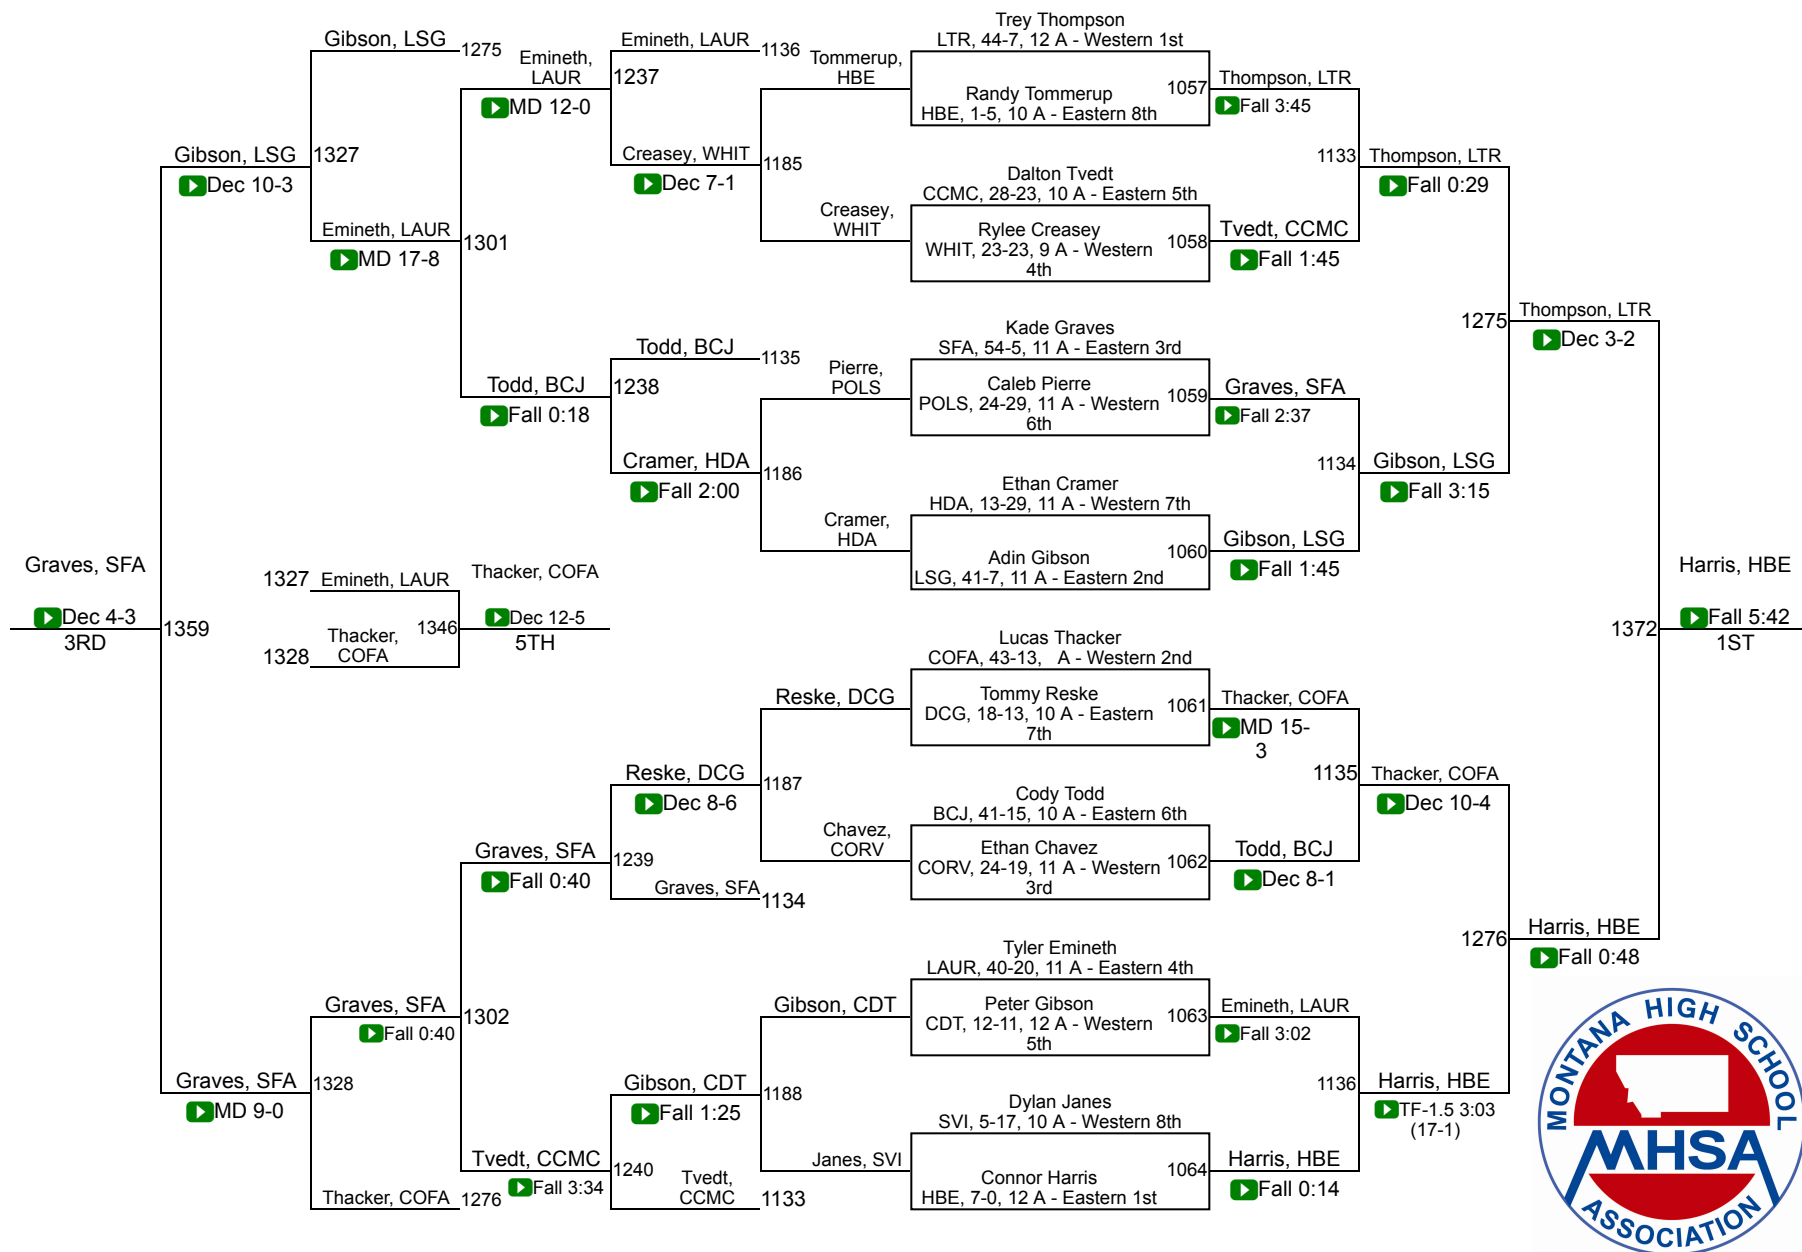 Gibson, LSG
1275
Emineth,
LAUR
MD 12-0
1237
Emineth, LAUR
1136
Creasey, WHIT
Dec 7-1
Tommerup,
HBE
1185
Creasey,
WHIT
Trey Thompson
LTR, 44-7, 12 A - Western 1st
Randy Tommerup
HBE, 1-5, 10 A - Eastern 8th
1057
Thompson, LTR
Fall 3:45
Dalton Tvedt
CCMC, 28-23, 10 A - Eastern 5th
Rylee Creasey
WHIT, 23-23, 9 A - Western
4th
1058
Tvedt, CCMC
Fall 1:45
1133
Thompson, LTR
Fall 0:29
Gibson, LSG
Dec 10-3
1327
Emineth, LAUR
MD 17-8
1301
Todd, BCJ
Fall 0:18
1238
Todd, BCJ
1135
Cramer, HDA
Fall 2:00
Pierre,
POLS
1186
Cramer,
HDA
Kade Graves
SFA, 54-5, 11 A - Eastern 3rd
Caleb Pierre
POLS, 24-29, 11 A - Western
6th
1059
Graves, SFA
Fall 2:37
Ethan Cramer
HDA, 13-29, 11 A - Western 7th
Adin Gibson
LSG, 41-7, 11 A - Eastern 2nd
1060
Gibson, LSG
Fall 1:45
1134
Gibson, LSG
Fall 3:15
1275
Thompson, LTR
Dec 3-2
Graves, SFA
Dec 4-3
3RD
1359
1327
Emineth, LAUR
1328
Thacker,
COFA
1346
Thacker, COFA
Dec 12-5
5TH
1372
Harris, HBE
Fall 5:42
1ST
Reske, DCG
Dec 8-6
Reske, DCG
1187
Chavez,
CORV
Lucas Thacker
COFA, 43-13, A - Western 2nd
Tommy Reske
DCG, 18-13, 10 A - Eastern
7th
1061
Thacker, COFA
MD 15-
3
Cody Todd
BCJ, 41-15, 10 A - Eastern 6th
Ethan Chavez
CORV, 24-19, 11 A - Western
3rd
1062
Todd, BCJ
Dec 8-1
1135
Thacker, COFA
Dec 10-4
Graves, SFA
Fall 0:40
1239
Graves, SFA
1134
Graves, SFA
Fall 0:40
1302
Tvedt, CCMC
Fall 3:34
1240
Gibson, CDT
Fall 1:25
Tvedt,
CCMC
1133
Gibson, CDT
1188
Janes, SVI
Tyler Emineth
LAUR, 40-20, 11 A - Eastern 4th
Peter Gibson
CDT, 12-11, 12 A - Western
5th
1063
Emineth, LAUR
Fall 3:02
Dylan Janes
SVI, 5-17, 10 A - Western 8th
Connor Harris
HBE, 7-0, 12 A - Eastern 1st
1064
Harris, HBE
Fall 0:14
1136
Harris, HBE
TF-1.5 3:03
(17-1)
1276
Harris, HBE
Fall 0:48
Graves, SFA
MD 9-0
1328
Thacker, COFA
1276
MONTANA HIGH SCHOOL
MHSA
ASSOCIATION